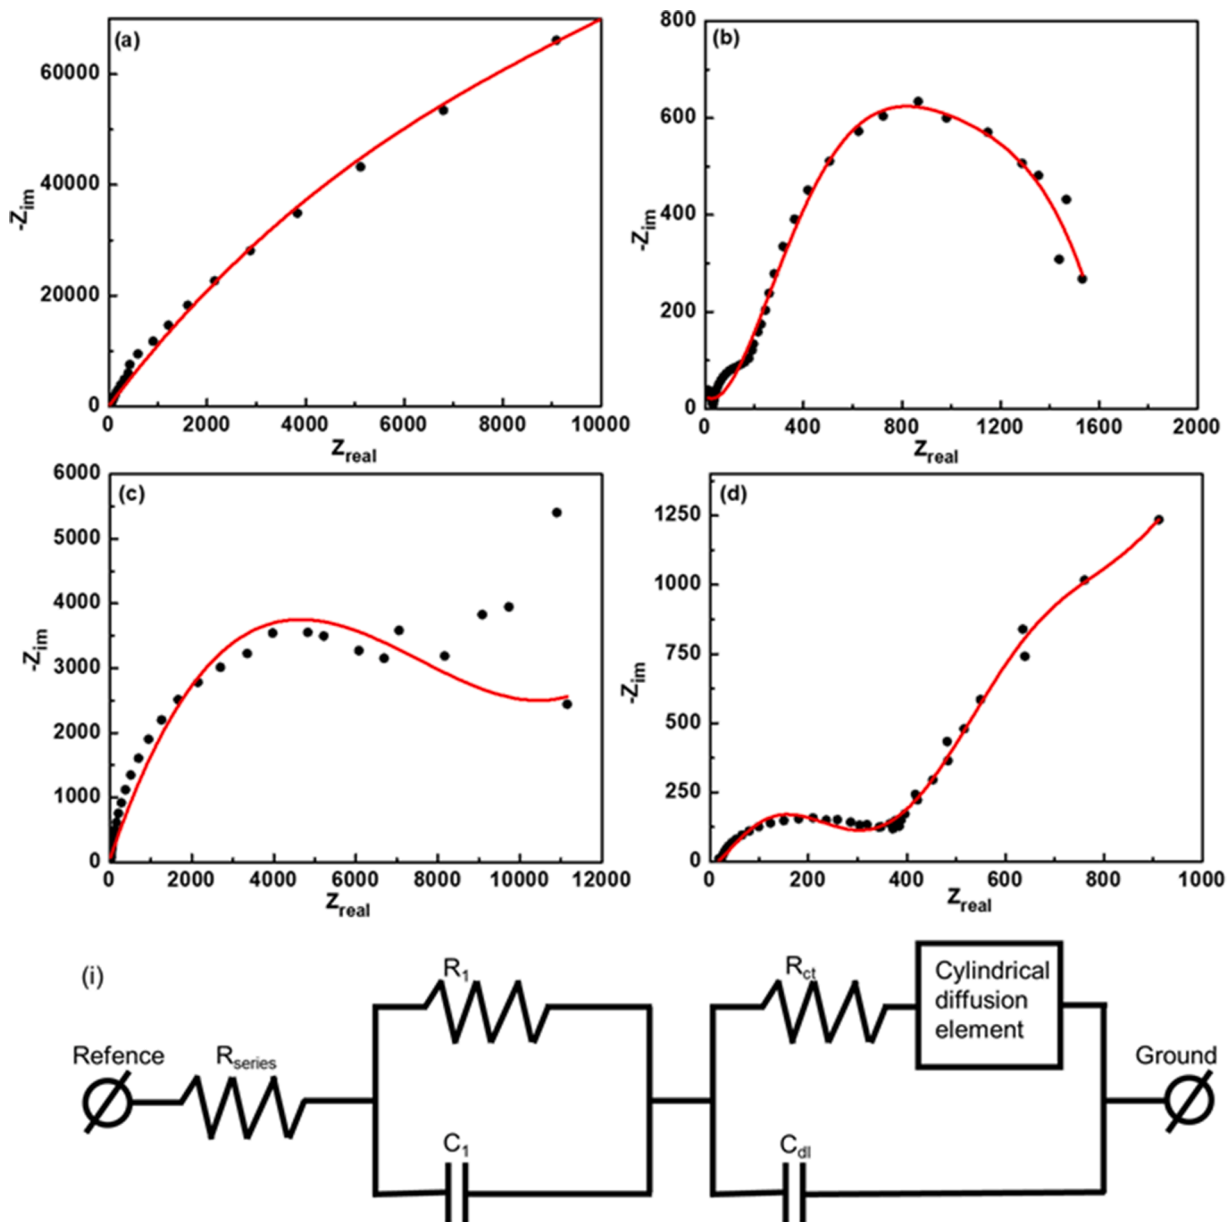 (a)
60000
40000
20000
0
-Zim
0 2000 4000 6000 8000 10000
Zreal
(b)
800
600
400
200
0
-Zim
0 400 800 1200 1600 2000
Zreal
(c)
6000
5000
4000
3000
2000
1000
0
-Zim
0 2000 4000 6000 8000 10000 12000
Zreal
(d)
1250
1000
750
500
250
0
-Zim
0 200 400 600 800 1000
Zreal
(i)
Refence
Rseries
R1
C1
Rct
Cdl
Cylindrical
diffusion
element
Ground